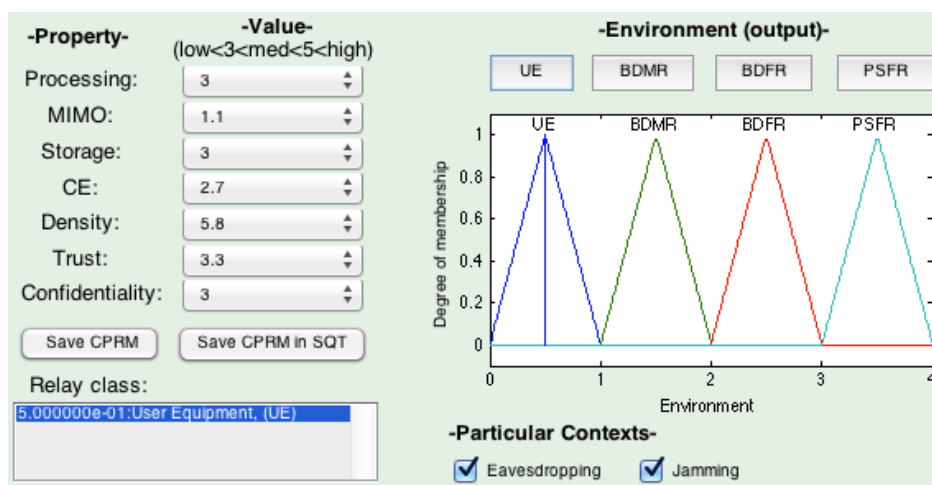 -Property-
-Value-
(low<3<med<5<high)
Processing: 3
MIMO: 1.1
Storage: 3
CE: 2.7
Density: 5.8
Trust: 3.3
Confidentiality: 3
Save CPRM
Save CPRM in SQT
Relay class:
5.000000e-01:User Equipment, (UE)
-Environment (output)-
UE BDMR BDFR PSFR
UE BDMR BDFR PSFR
Degree of membership
1
0.8
0.6
0.4
0.2
0
0 1 2 3 4
Environment
-Particular Contexts-
Eavesdropping Jamming